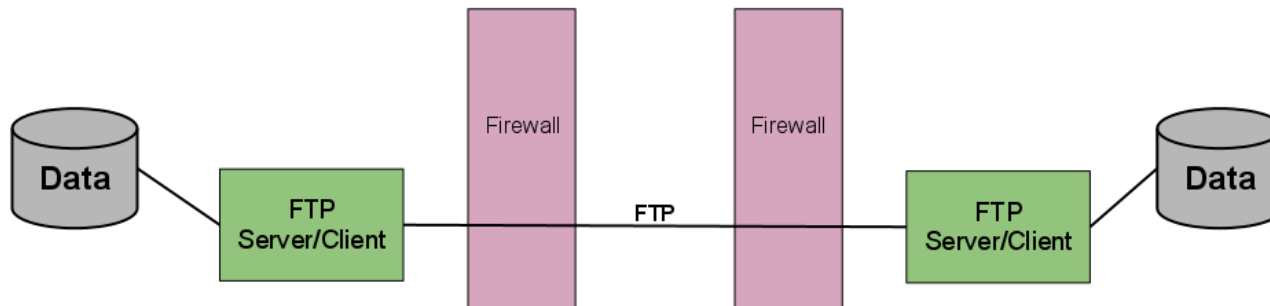 Firewall
Firewall
Data
FTP
Server/Client
FTP
FTP
Server/Client
Data